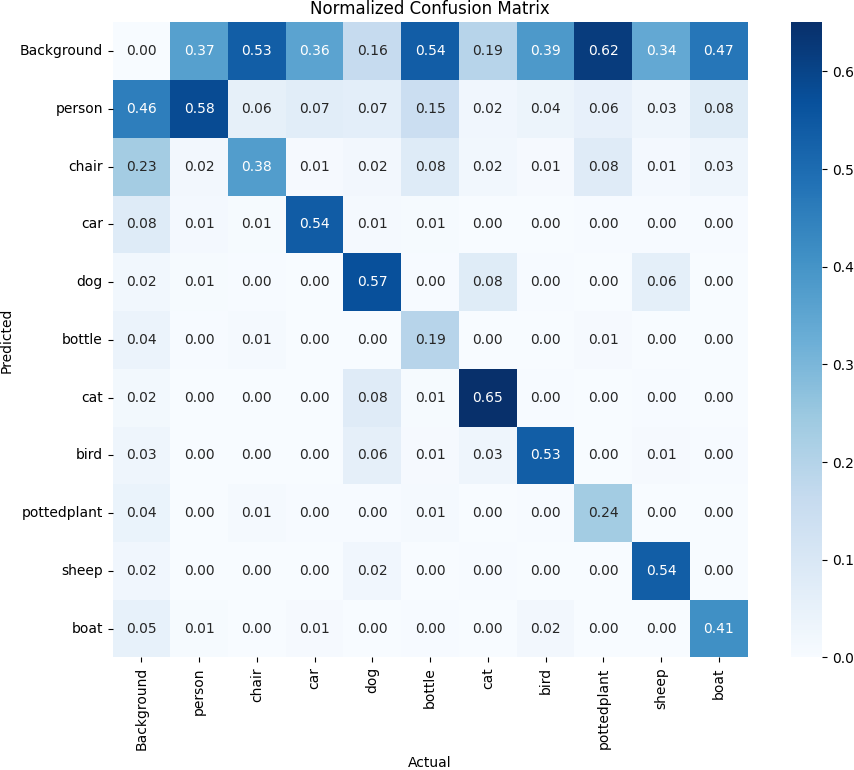 Normalized Confusion Matrix
Background 0.00 0.37 0.53 0.36 0.16 0.54 0.19 0.39 0.62 0.34 0.47
person 0.46 0.58 0.06 0.07 0.07 0.15 0.02 0.04 0.06 0.03 0.08
chair 0.23 0.02 0.38 0.01 0.02 0.08 0.02 0.01 0.08 0.01 0.03
car 0.08 0.01 0.01 0.54 0.01 0.01 0.00 0.00 0.00 0.00 0.00
dog 0.02 0.01 0.00 0.00 0.57 0.00 0.08 0.00 0.00 0.06 0.00
bottle 0.04 0.00 0.01 0.00 0.00 0.19 0.00 0.00 0.01 0.00 0.00
cat 0.02 0.00 0.00 0.00 0.08 0.01 0.65 0.00 0.00 0.00 0.00
bird 0.03 0.00 0.00 0.00 0.06 0.01 0.03 0.53 0.00 0.01 0.00
pottedplant 0.04 0.00 0.01 0.00 0.00 0.01 0.00 0.00 0.24 0.00 0.00
sheep 0.02 0.00 0.00 0.00 0.02 0.00 0.00 0.00 0.00 0.54 0.00
boat 0.05 0.01 0.00 0.01 0.00 0.00 0.00 0.02 0.00 0.00 0.41
Background person chair car dog bottle cat bird pottedplant sheep boat
Actual
Predicted
0.6
0.5
0.4
0.3
0.2
0.1
0.0